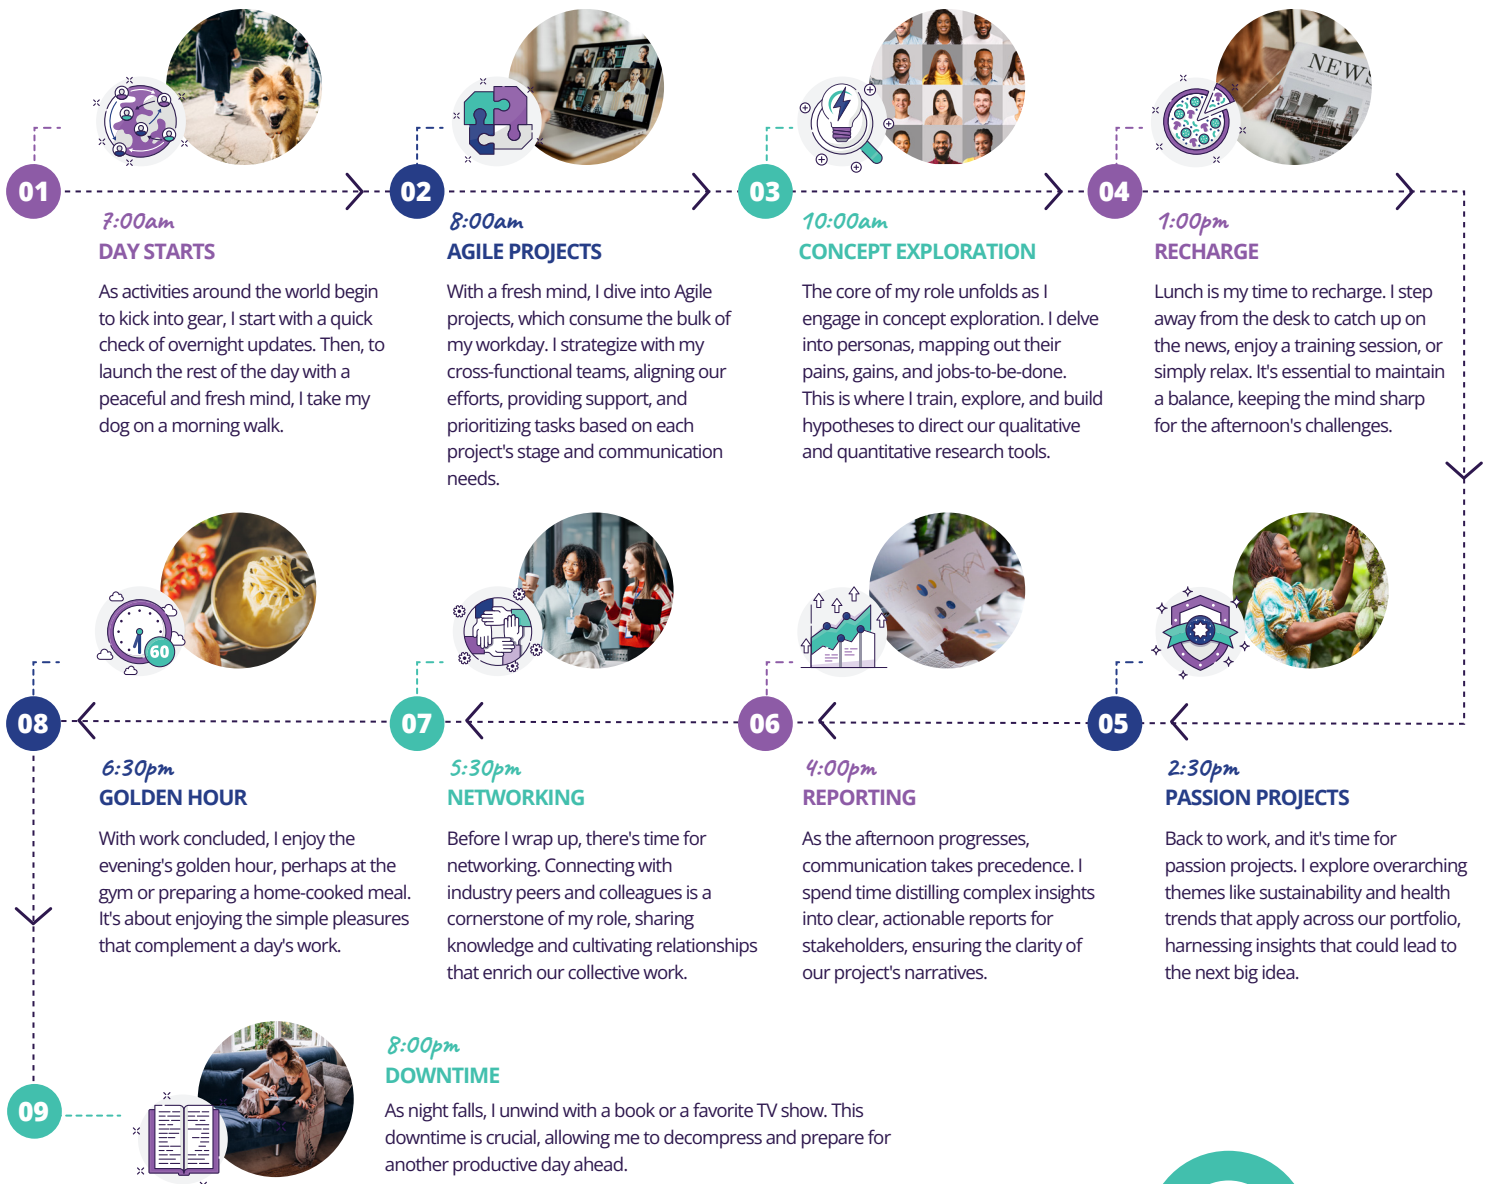 NEWS
01
02
03
04
7:00am
DAY STARTS
As activities around the world begin
to kick into gear, I start with a quick
check of overnight updates. Then, to
launch the rest of the day with a
peaceful and fresh mind, I take my
dog on a morning walk.
8:00am
AGILE PROJECTS
With a fresh mind, I dive into Agile
projects, which consume the bulk of
my workday. I strategize with my
cross-functional teams, aligning our
efforts, providing support, and
prioritizing tasks based on each
project's stage and communication
needs.
10:00am
CONCEPT EXPLORATION
The core of my role unfolds as I
engage in concept exploration. I delve
into personas, mapping out their
pains, gains, and jobs-to-be-done.
This is where I train, explore, and build
hypotheses to direct our qualitative
and quantitative research tools.
1:00pm
RECHARGE
Lunch is my time to recharge. I step
away from the desk to catch up on
the news, enjoy a training session, or
simply relax. It's essential to maintain
a balance, keeping the mind sharp
for the afternoon's challenges.
05
2:30pm
PASSION PROJECTS
Back to work, and it's time for
passion projects. I explore overarching
themes like sustainability and health
trends that apply across our portfolio,
harnessing insights that could lead to
the next big idea.
06
4:00pm
REPORTING
As the afternoon progresses,
communication takes precedence. I
spend time distilling complex insights
into clear, actionable reports for
stakeholders, ensuring the clarity of
our project's narratives.
07
5:30pm
NETWORKING
Before I wrap up, there's time for
networking. Connecting with
industry peers and colleagues is a
cornerstone of my role, sharing
knowledge and cultivating relationships
that enrich our collective work.
60
08
6:30pm
GOLDEN HOUR
With work concluded, I enjoy the
evening's golden hour, perhaps at the
gym or preparing a home-cooked meal.
It's about enjoying the simple pleasures
that complement a day's work.
09
8:00pm
DOWNTIME
As night falls, I unwind with a book or a favorite TV show. This
downtime is crucial, allowing me to decompress and prepare for
another productive day ahead.